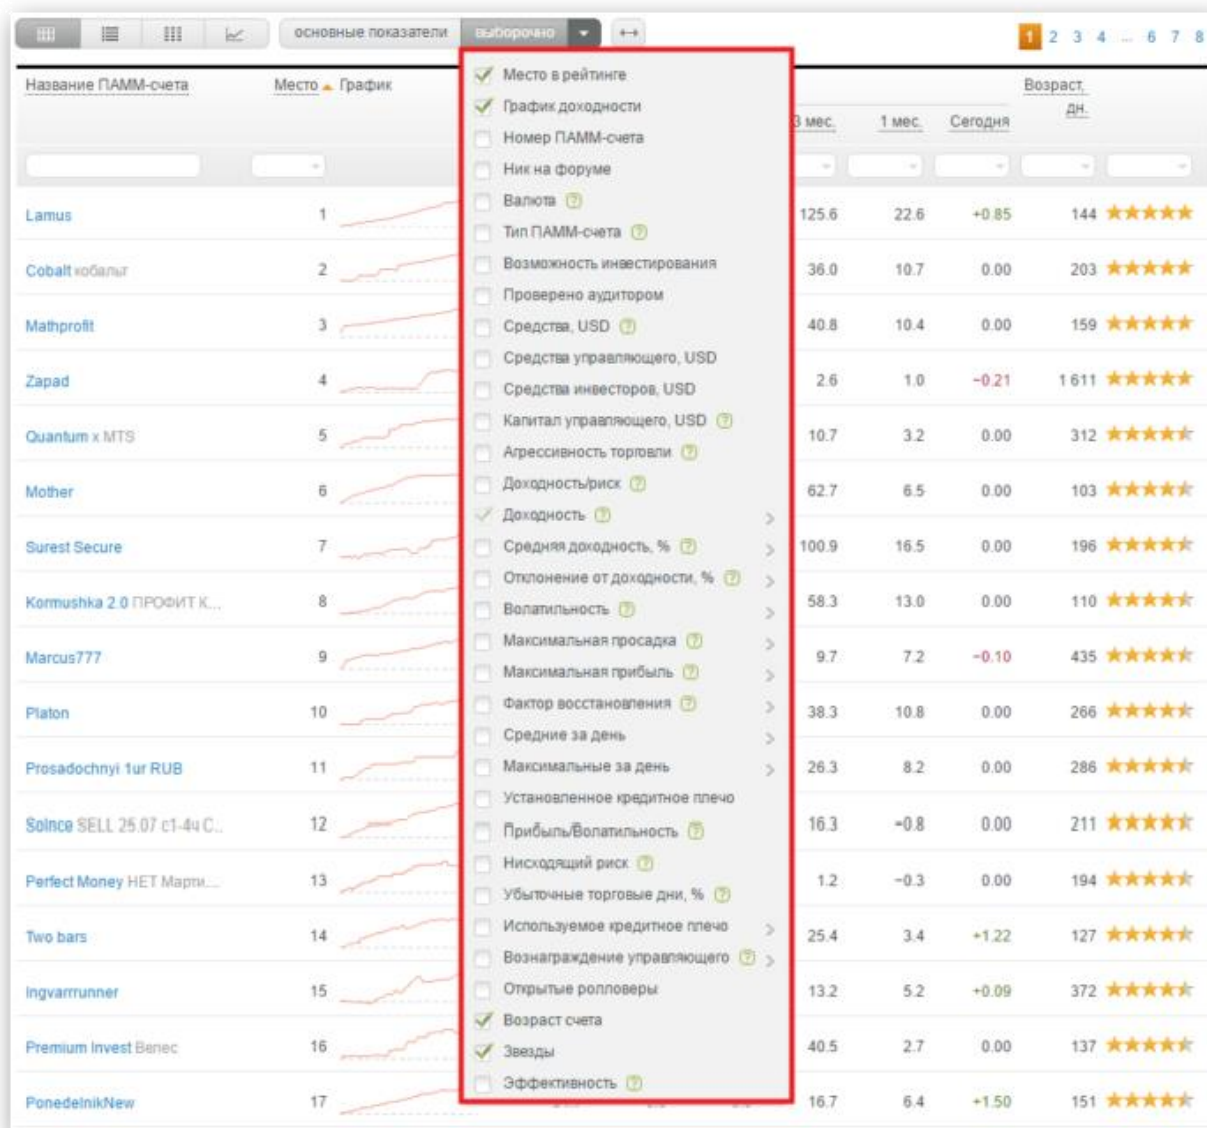 основные показатели выборочно
1 2 3 4 ... 6 7 8
Название ПАММ-счета Место График Возраст, дн.
3 мес. 1 мес. Сегодня
Место в рейтинге
График доходности
Номер ПАММ-счета
Ник на форуме
Валюта ?
Тип ПАММ-счета ?
Возможность инвестирования
Проверено аудитором
Средства, USD ?
Средства управляющего, USD
Средства инвесторов, USD
Капитал управляющего, USD ?
Агрессивность торговли ?
Доходность/риск ?
Доходность ?
Средняя доходность, % ?
Отклонение от доходности, % ?
Волатильность ?
Максимальная просадка ?
Максимальная прибыль ?
Фактор восстановления ?
Средние за день
Максимальные за день
Установленное кредитное плечо
Прибыль/Волатильность ?
Нисходящий риск ?
Убыточные торговые дни, % ?
Используемое кредитное плечо
Вознаграждение управляющего ?
Открытые ролловеры
Возраст счета
Звезды
Эффективность ?
Lamus 1 125.6 22.6 +0.85 144
Cobalt кобальт 2 36.0 10.7 0.00 203
Mathprofit 3 40.8 10.4 0.00 159
Zapad 4 2.6 1.0 −0.21 1 611
Quantum x MTS 5 10.7 3.2 0.00 312
Mother 6 62.7 6.5 0.00 103
Surest Secure 7 100.9 16.5 0.00 196
Kormushka 2.0 ПРОФИТ К... 8 58.3 13.0 0.00 110
Marcus777 9 9.7 7.2 −0.10 435
Platon 10 38.3 10.8 0.00 266
Prosadochnyi 1ur RUB 11 26.3 8.2 0.00 286
Solnce SELL 25.07 с1-4ч С... 12 16.3 −0.8 0.00 211
Perfect Money НЕТ Марти.... 13 1.2 −0.3 0.00 194
Two bars 14 25.4 3.4 +1.22 127
Ingvarrrunner 15 13.2 5.2 +0.09 372
Premium Invest Велес 16 40.5 2.7 0.00 137
PonedelnikNew 17 16.7 6.4 +1.50 151